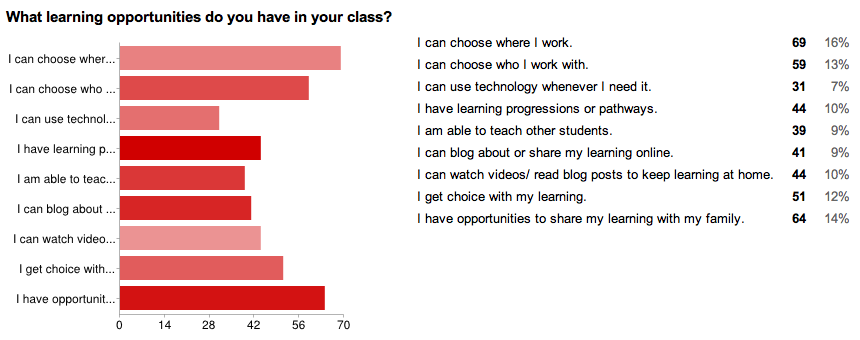 What learning opportunities do you have in your class?
I can choose wher...
I can choose who ...
I can use technol...
I have learning p...
I am able to teac...
I can blog about ...
I can watch video...
I get choice with...
I have opportunit...
0 14 28 42 56 70
I can choose where I work. 69 16%
I can choose who I work with. 59 13%
I can use technology whenever I need it. 31 7%
I have learning progressions or pathways. 44 10%
I am able to teach other students. 39 9%
I can blog about or share my learning online. 41 9%
I can watch videos/ read blog posts to keep learning at home. 44 10%
I get choice with my learning. 51 12%
I have opportunities to share my learning with my family. 64 14%